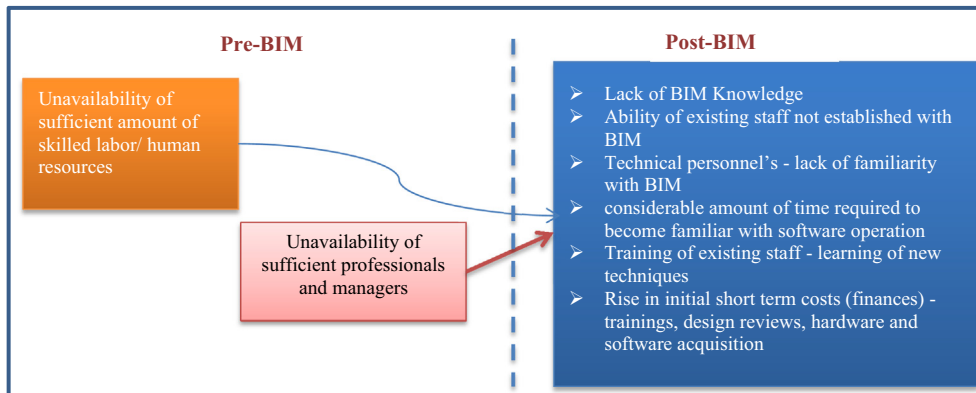 Pre-BIM
Post-BIM
Unavailability of
sufficient amount of
skilled labor/ human
resources
Unavailability of
sufficient professionals
and managers
➢ Lack of BIM Knowledge
➢ Ability of existing staff not established with
BIM
➢ Technical personnel's - lack of familiarity
with BIM
➢ considerable amount of time required to
become familiar with software operation
➢ Training of existing staff - learning of new
techniques
➢ Rise in initial short term costs (finances) -
trainings, design reviews, hardware and
software acquisition